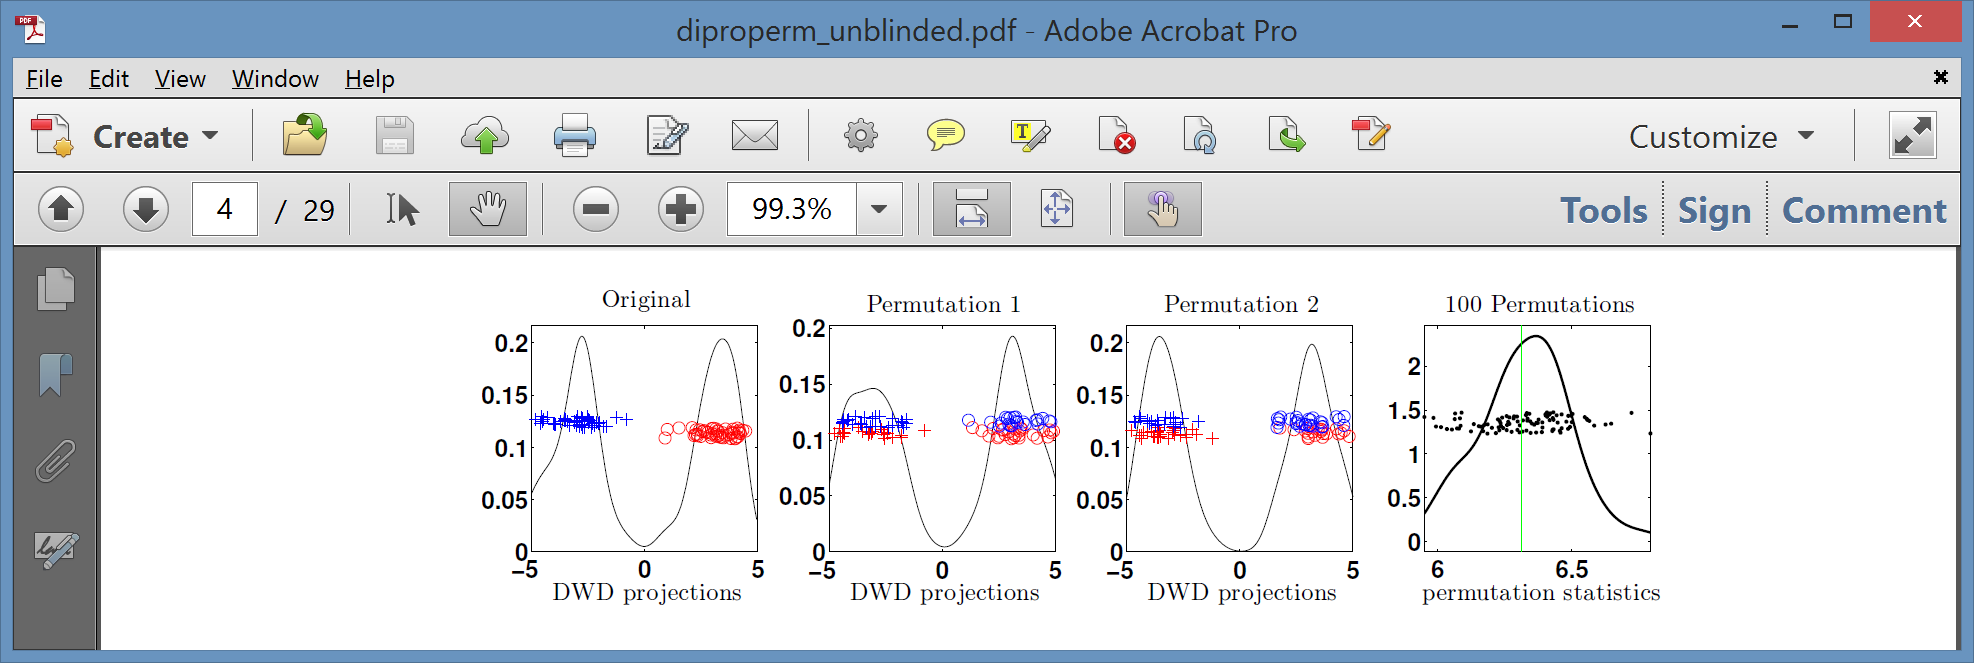 diproperm_unblinded.pdf - Adobe Acrobat Pro
File Edit View Window Help
Create Customize
4 / 29 99.3% Tools Sign Comment
Original Permutation 1 Permutation 2 100 Permutations
0.2 0.15 0.1 0.05 0
−5 0 5
DWD projections
0.2 0.15 0.1 0.05 0
−5 0 5
DWD projections
0.2 0.15 0.1 0.05 0
−5 0 5
DWD projections
2 1.5 1 0.5 0
6 6.5
permutation statistics